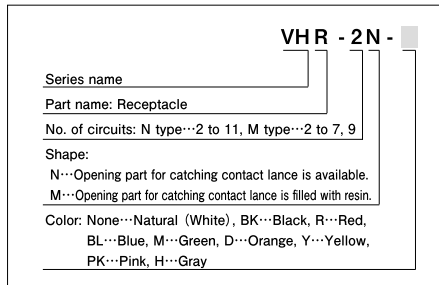 VHR - 2N -
Series name
Part name: Receptacle
No. of circuits: N type…2 to 11, M type…2 to 7, 9
Shape:
N…Opening part for catching contact lance is available.
M…Opening part for catching contact lance is filled with resin.
Color: None…Natural (White), BK…Black, R…Red,
BL…Blue, M…Green, D…Orange, Y…Yellow,
PK…Pink, H…Gray